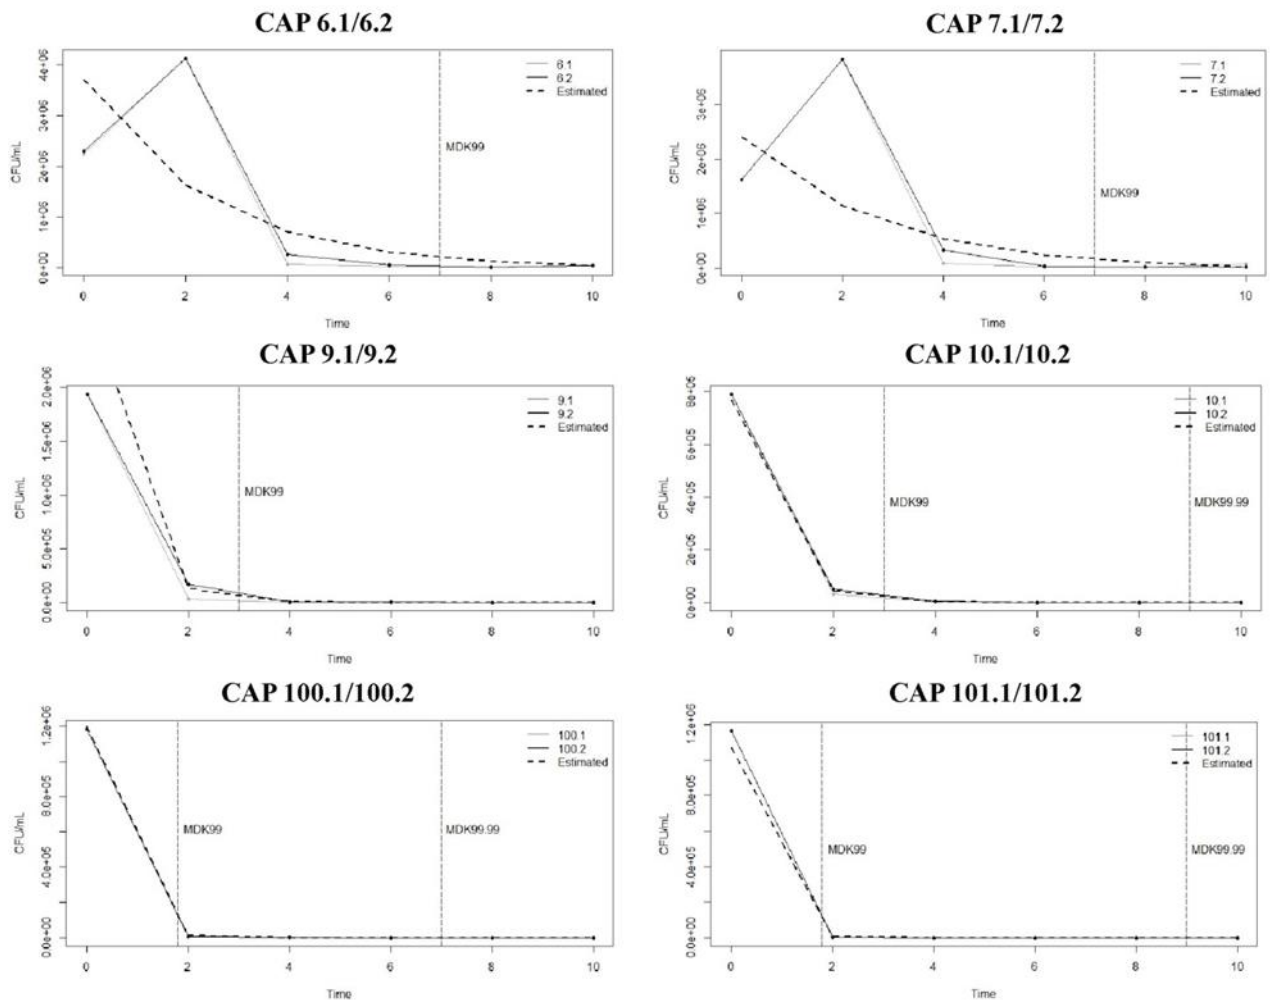 CAP 6.1/6.2
4e+06
3e+06
2e+06
1e+06
0e+00
CFU/mL
6.1
6.2
Estimated
MDK99
0 2 4 6 8 10
Time
CAP 7.1/7.2
3e+06
2e+06
1e+06
0e+00
CFU/mL
7.1
7.2
Estimated
MDK99
0 2 4 6 8 10
Time
CAP 9.1/9.2
2.0e+06
1.5e+06
1.0e+06
5.0e+05
0.0e+00
CFU/mL
9.1
9.2
Estimated
MDK99
0 2 4 6 8 10
Time
CAP 10.1/10.2
8e+05
6e+05
4e+05
2e+05
0e+00
CFU/mL
10.1
10.2
Estimated
MDK99
MDK99.99
0 2 4 6 8 10
Time
CAP 100.1/100.2
1.2e+06
8.0e+05
4.0e+05
0.0e+00
CFU/mL
100.1
100.2
Estimated
MDK99
MDK99.99
0 2 4 6 8 10
Time
CAP 101.1/101.2
1.2e+06
8.0e+05
4.0e+05
0.0e+00
CFU/mL
101.1
101.2
Estimated
MDK99
MDK99.99
0 2 4 6 8 10
Time